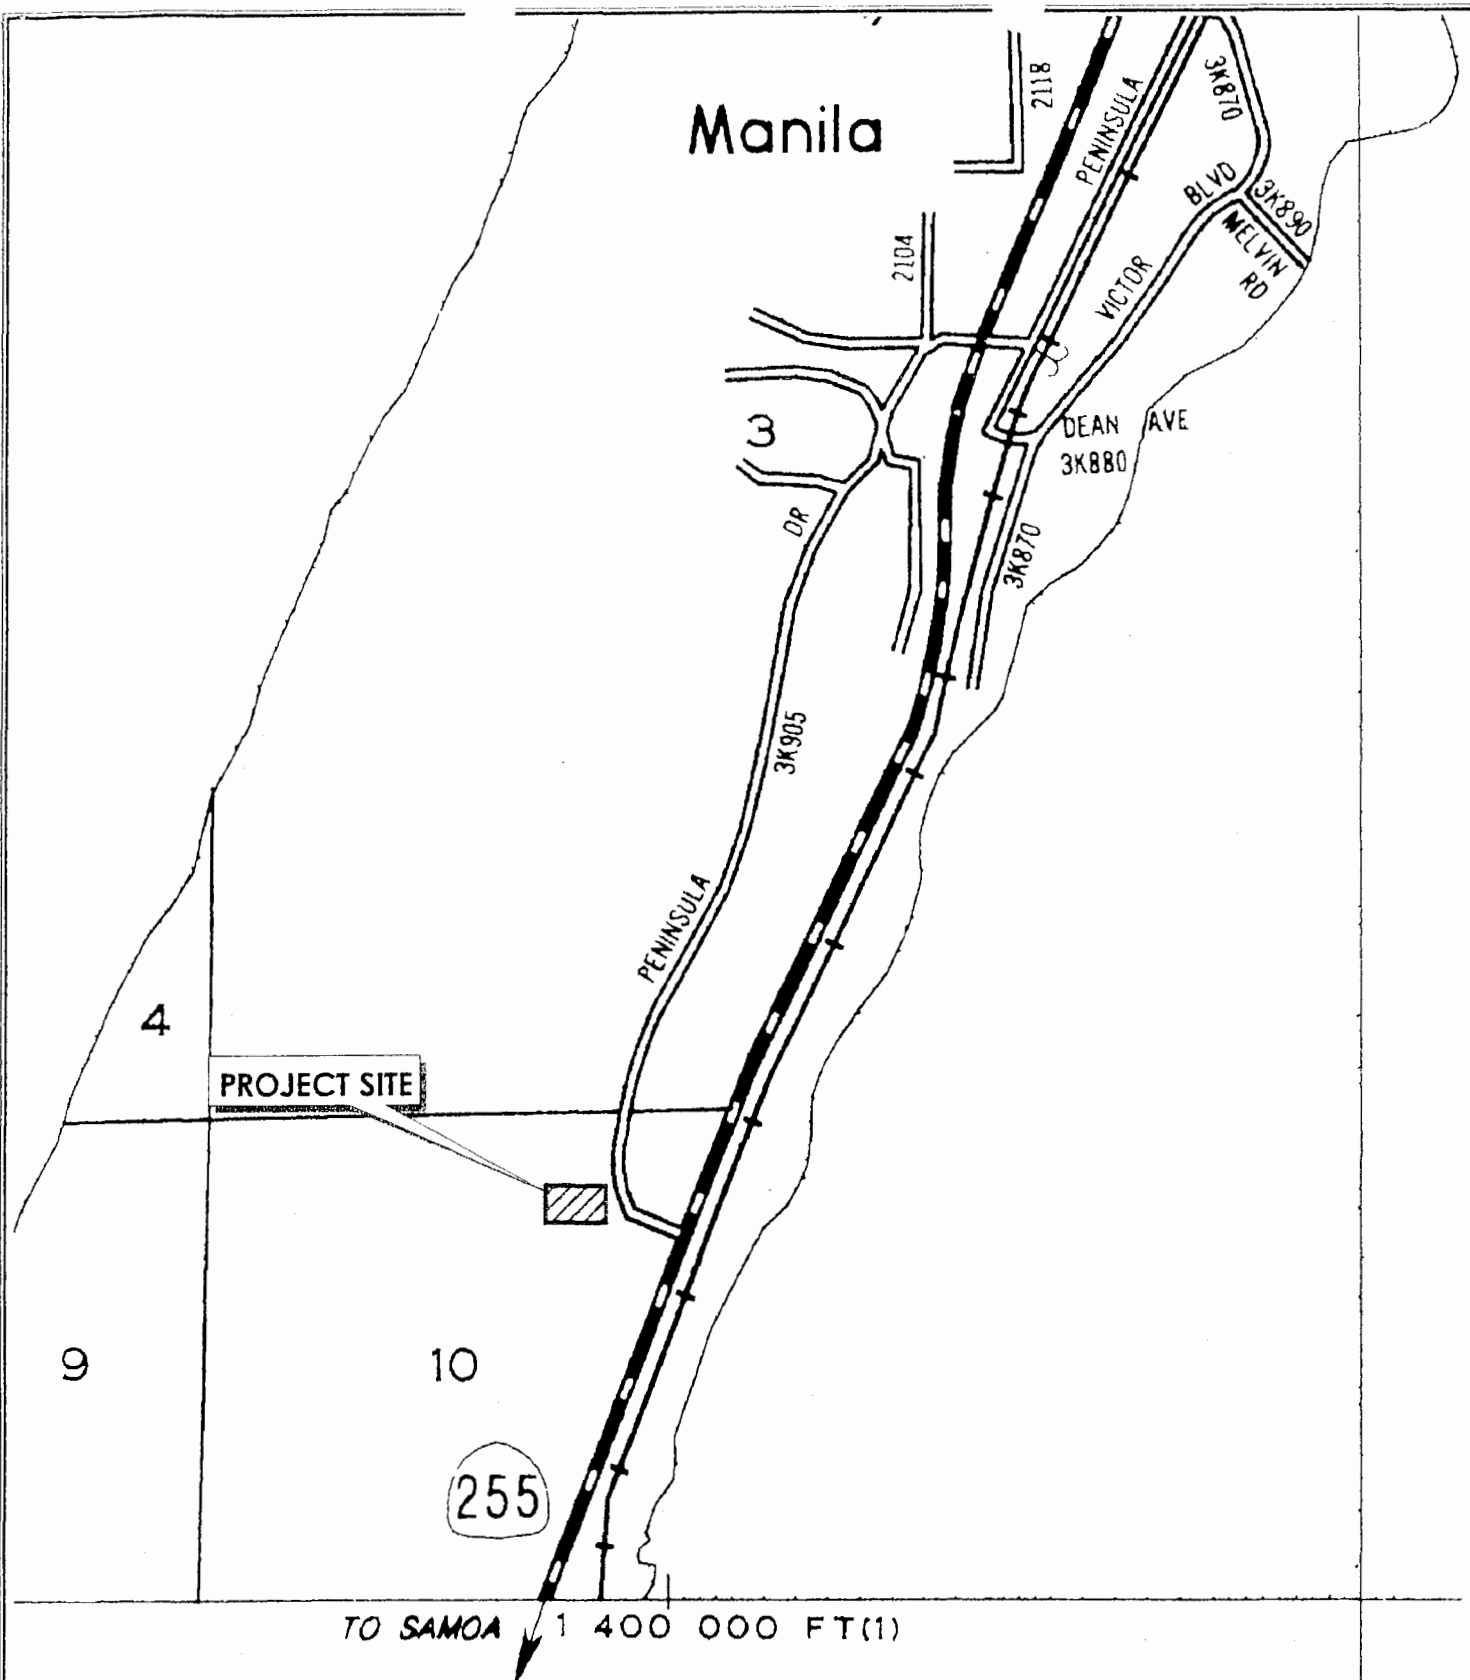 Manila
2118
PENINSULA
3K870
BLVD
3K890
MELVIN
RD
2104
VICTOR
3
DEAN AVE
3K880
DR
3K870
3K905
PENINSULA
4
PROJECT SITE
9
10
255
TO SAMOA
1 400 000 FT(1)